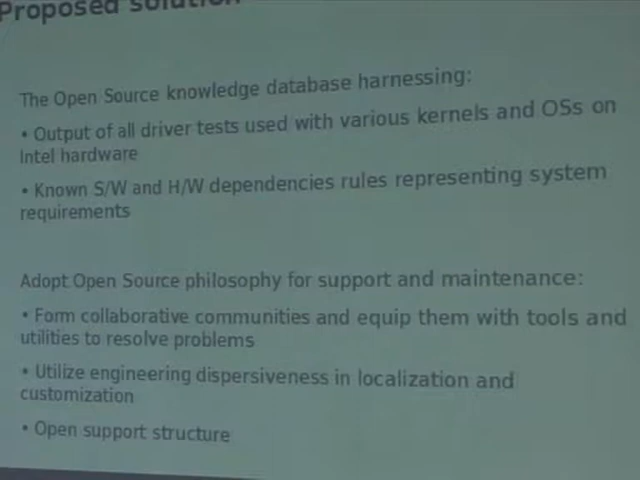 Proposed solution
The Open Source knowledge database harnessing:
• Output of all driver tests used with various kernels and OSs on
Intel hardware
• Known S/W and H/W dependencies rules representing system
requirements
Adopt Open Source philosophy for support and maintenance:
• Form collaborative communities and equip them with tools and
utilities to resolve problems
• Utilize engineering dispersiveness in localization and
customization
• Open support structure